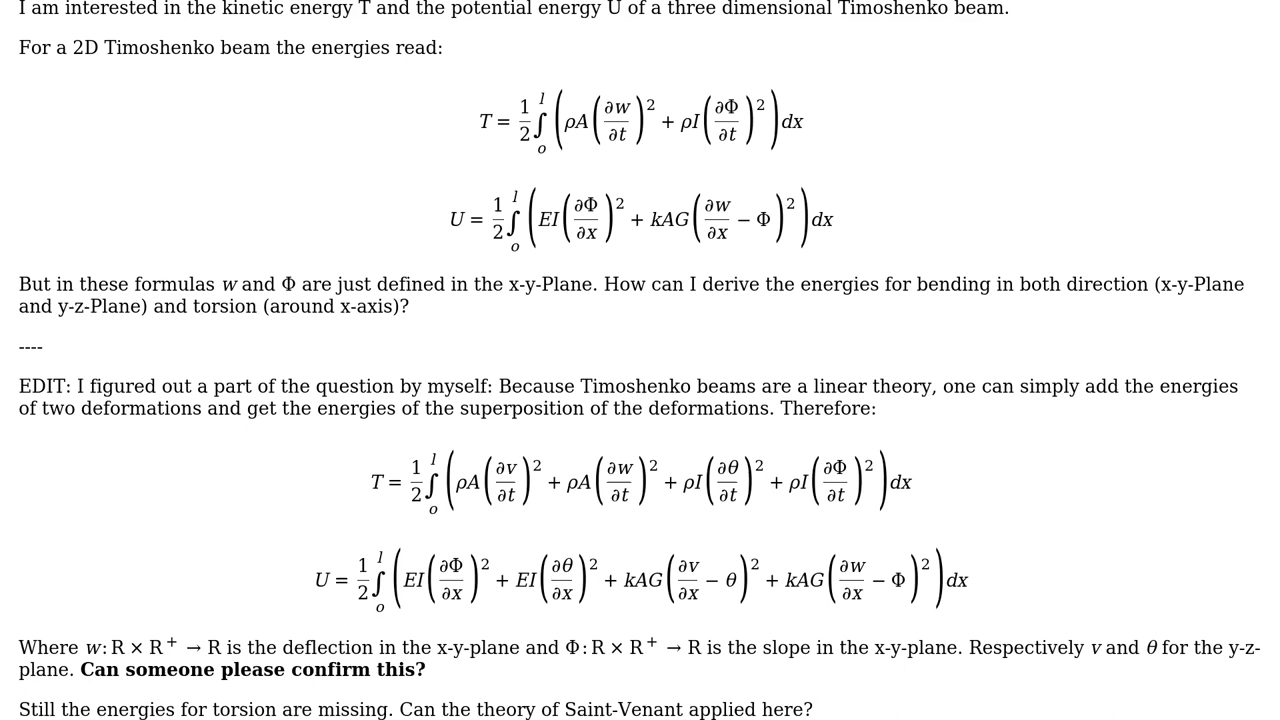 I am interested in the kinetic energy T and the potential energy U of a three dimensional Timoshenko beam.
For a 2D Timoshenko beam the energies read:
T = 1/2 ∫_o^l (ρA(∂w/∂t)^2 + ρI(∂Φ/∂t)^2) dx
U = 1/2 ∫_o^l (EI(∂Φ/∂x)^2 + kAG(∂w/∂x − Φ)^2) dx
But in these formulas w and Φ are just defined in the x-y-Plane. How can I derive the energies for bending in both direction (x-y-Plane
and y-z-Plane) and torsion (around x-axis)?
----
EDIT: I figured out a part of the question by myself: Because Timoshenko beams are a linear theory, one can simply add the energies
of two deformations and get the energies of the superposition of the deformations. Therefore:
T = 1/2 ∫_o^l (ρA(∂v/∂t)^2 + ρA(∂w/∂t)^2 + ρI(∂θ/∂t)^2 + ρI(∂Φ/∂t)^2) dx
U = 1/2 ∫_o^l (EI(∂Φ/∂x)^2 + EI(∂θ/∂x)^2 + kAG(∂v/∂x − θ)^2 + kAG(∂w/∂x − Φ)^2) dx
Where w: R × R^+ → R is the deflection in the x-y-plane and Φ: R × R^+ → R is the slope in the x-y-plane. Respectively v and θ for the y-z-
plane. Can someone please confirm this?
Still the energies for torsion are missing. Can the theory of Saint-Venant applied here?